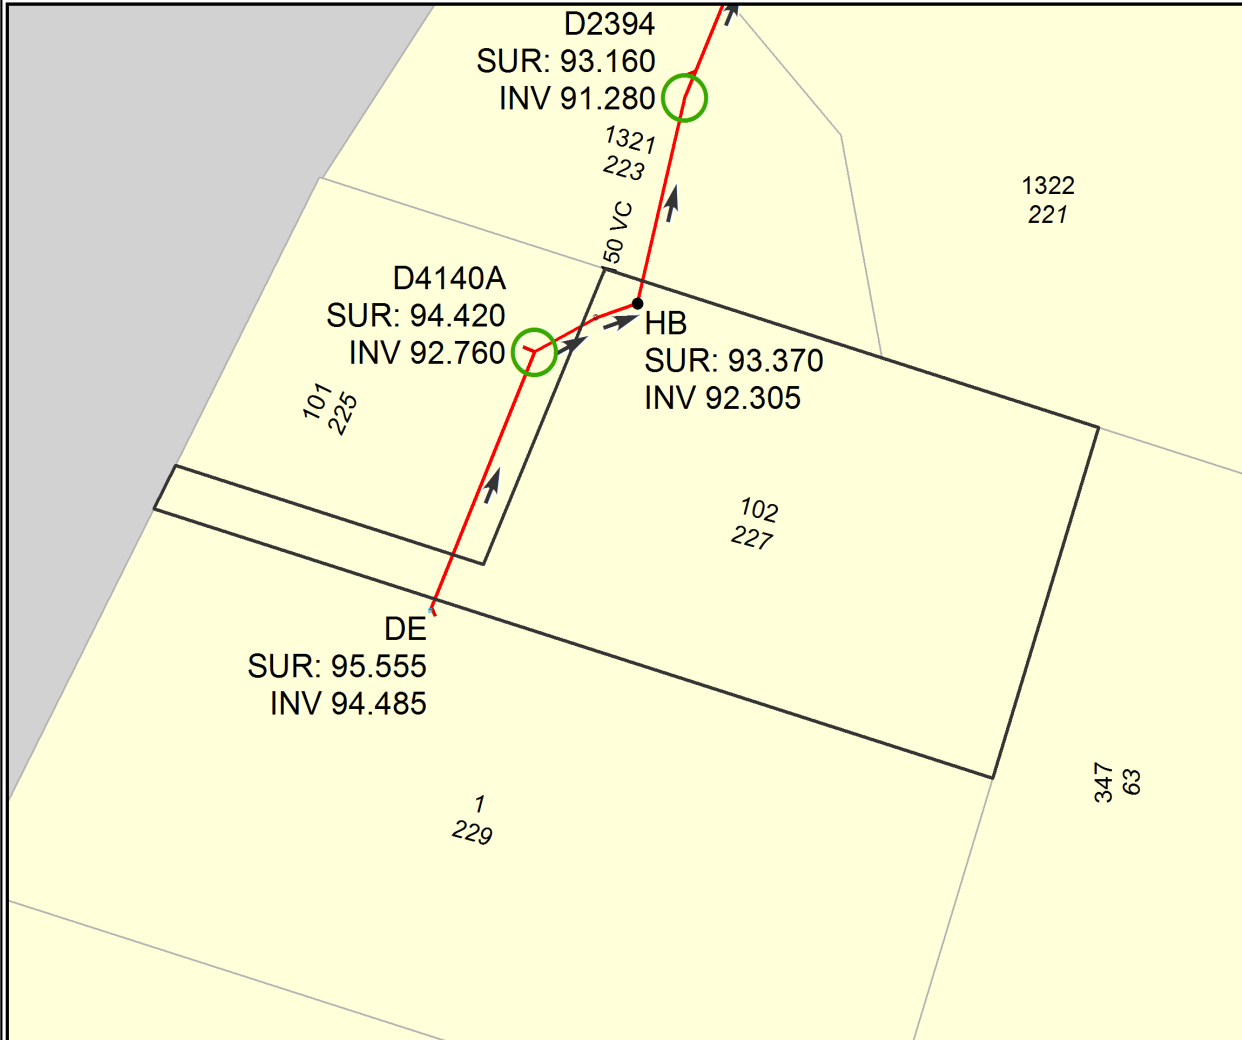 D2394
SUR: 93.160
INV 91.280
1321
223
1322
221
50 VC
D4140A
SUR: 94.420
INV 92.760
HB
SUR: 93.370
INV 92.305
101
225
102
227
DE
SUR: 95.555
INV 94.485
347
63
1
229